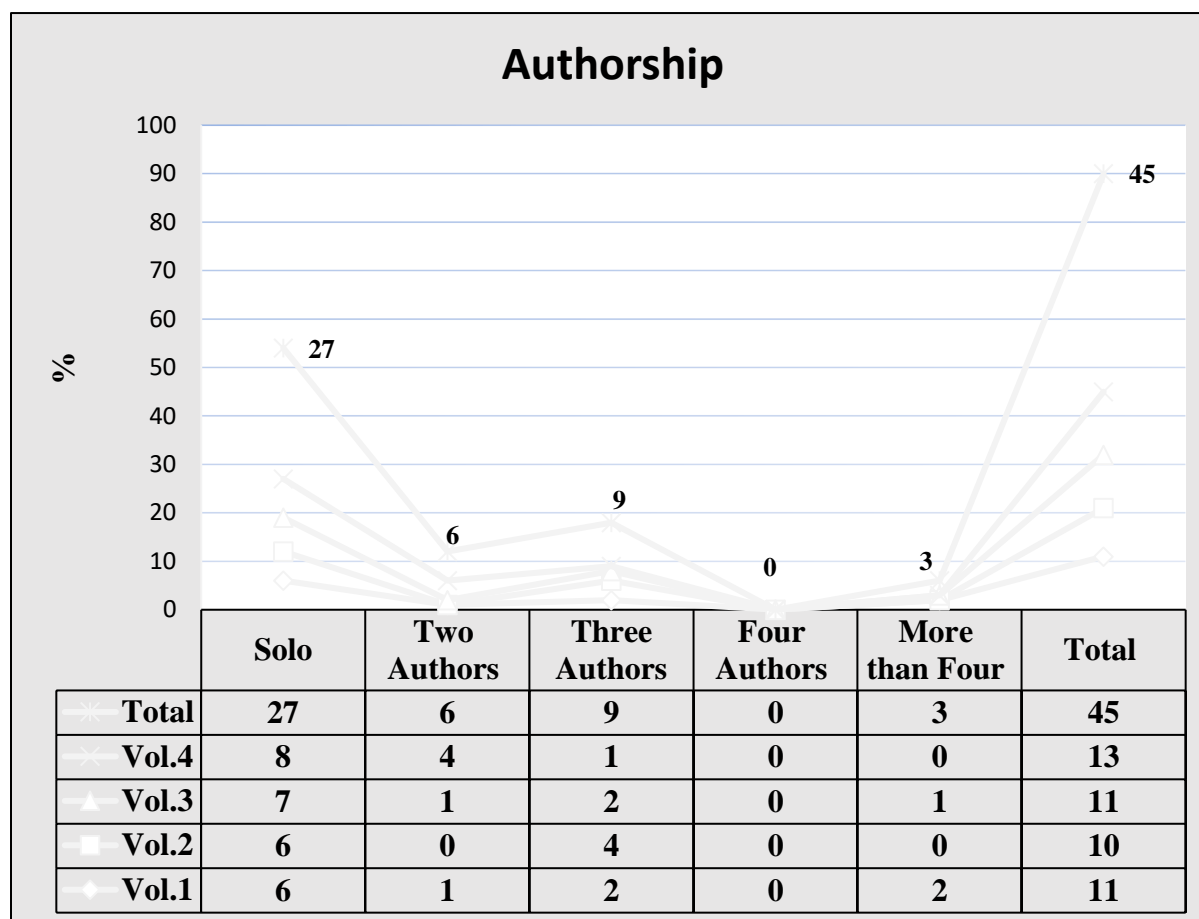 Authorship
100
90
80
70
60
50
40
30
20
10
0
%
27
6
9
0
3
45
Solo Two Authors Three Authors Four Authors More than Four Total
Total 27 6 9 0 3 45
Vol.4 8 4 1 0 0 13
Vol.3 7 1 2 0 1 11
Vol.2 6 0 4 0 0 10
Vol.1 6 1 2 0 2 11